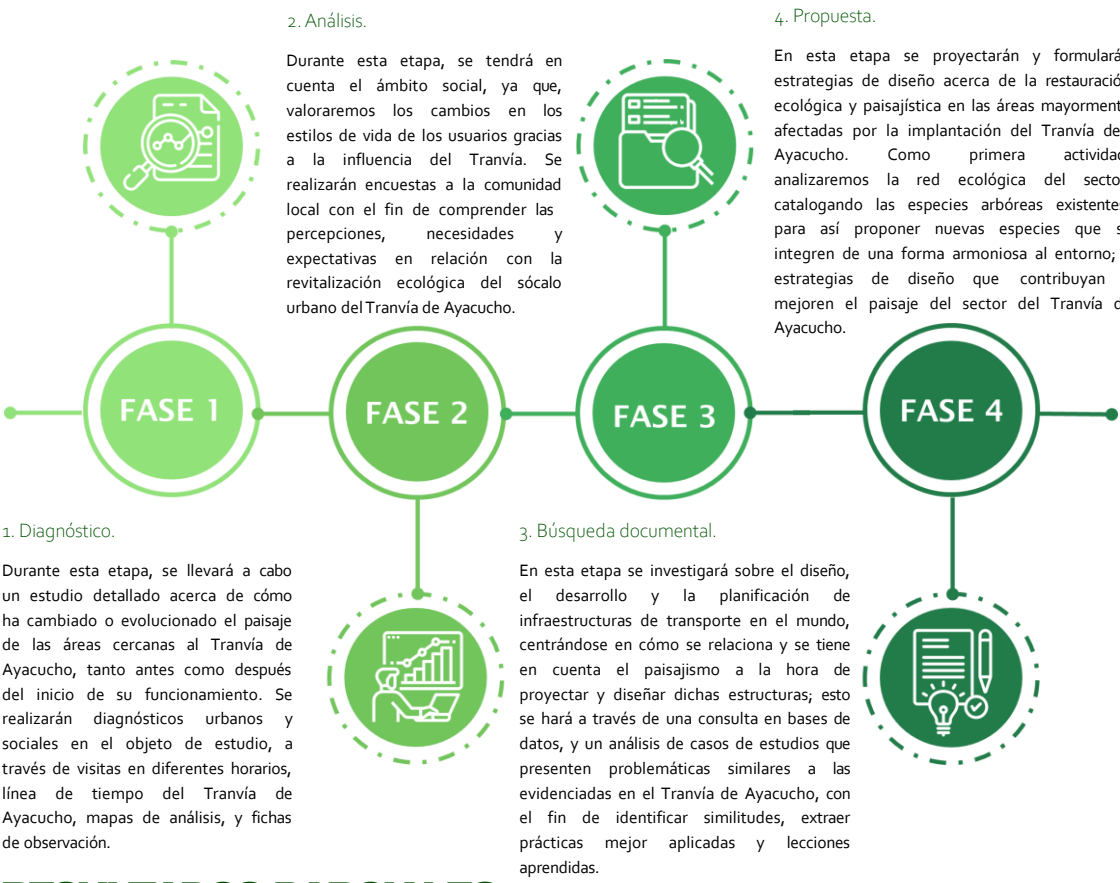 2. Análisis.
Durante esta etapa, se tendrá en
cuenta el ámbito social, ya que,
valoraremos los cambios en los
estilos de vida de los usuarios gracias
a la influencia del Tranvía. Se
realizarán encuestas a la comunidad
local con el fin de comprender las
percepciones, necesidades y
expectativas en relación con la
revitalización ecológica del sócalo
urbano del Tranvía de Ayacucho.
4. Propuesta.
En esta etapa se proyectarán y formulará
estrategias de diseño acerca de la restauració
ecológica y paisajística en las áreas mayorment
afectadas por la implantación del Tranvía de
Ayacucho. Como primera activida
analizaremos la red ecológica del secto
catalogando las especies arbóreas existente
para así proponer nuevas especies que s
integren de una forma armoniosa al entorno;
estrategias de diseño que contribuyan
mejoren el paisaje del sector del Tranvía d
Ayacucho.
FASE 1
FASE 2
FASE 3
FASE 4
1. Diagnóstico.
Durante esta etapa, se llevará a cabo
un estudio detallado acerca de cómo
ha cambiado o evolucionado el paisaje
de las áreas cercanas al Tranvía de
Ayacucho, tanto antes como después
del inicio de su funcionamiento. Se
realizarán diagnósticos urbanos y
sociales en el objeto de estudio, a
través de visitas en diferentes horarios,
línea de tiempo del Tranvía de
Ayacucho, mapas de análisis, y fichas
de observación.
3. Búsqueda documental.
En esta etapa se investigará sobre el diseño,
el desarrollo y la planificación de
infraestructuras de transporte en el mundo,
centrándose en cómo se relaciona y se tiene
en cuenta el paisajismo a la hora de
proyectar y diseñar dichas estructuras; esto
se hará a través de una consulta en bases de
datos, y un análisis de casos de estudios que
presenten problemáticas similares a las
evidenciadas en el Tranvía de Ayacucho, con
el fin de identificar similitudes, extraer
prácticas mejor aplicadas y lecciones
aprendidas.